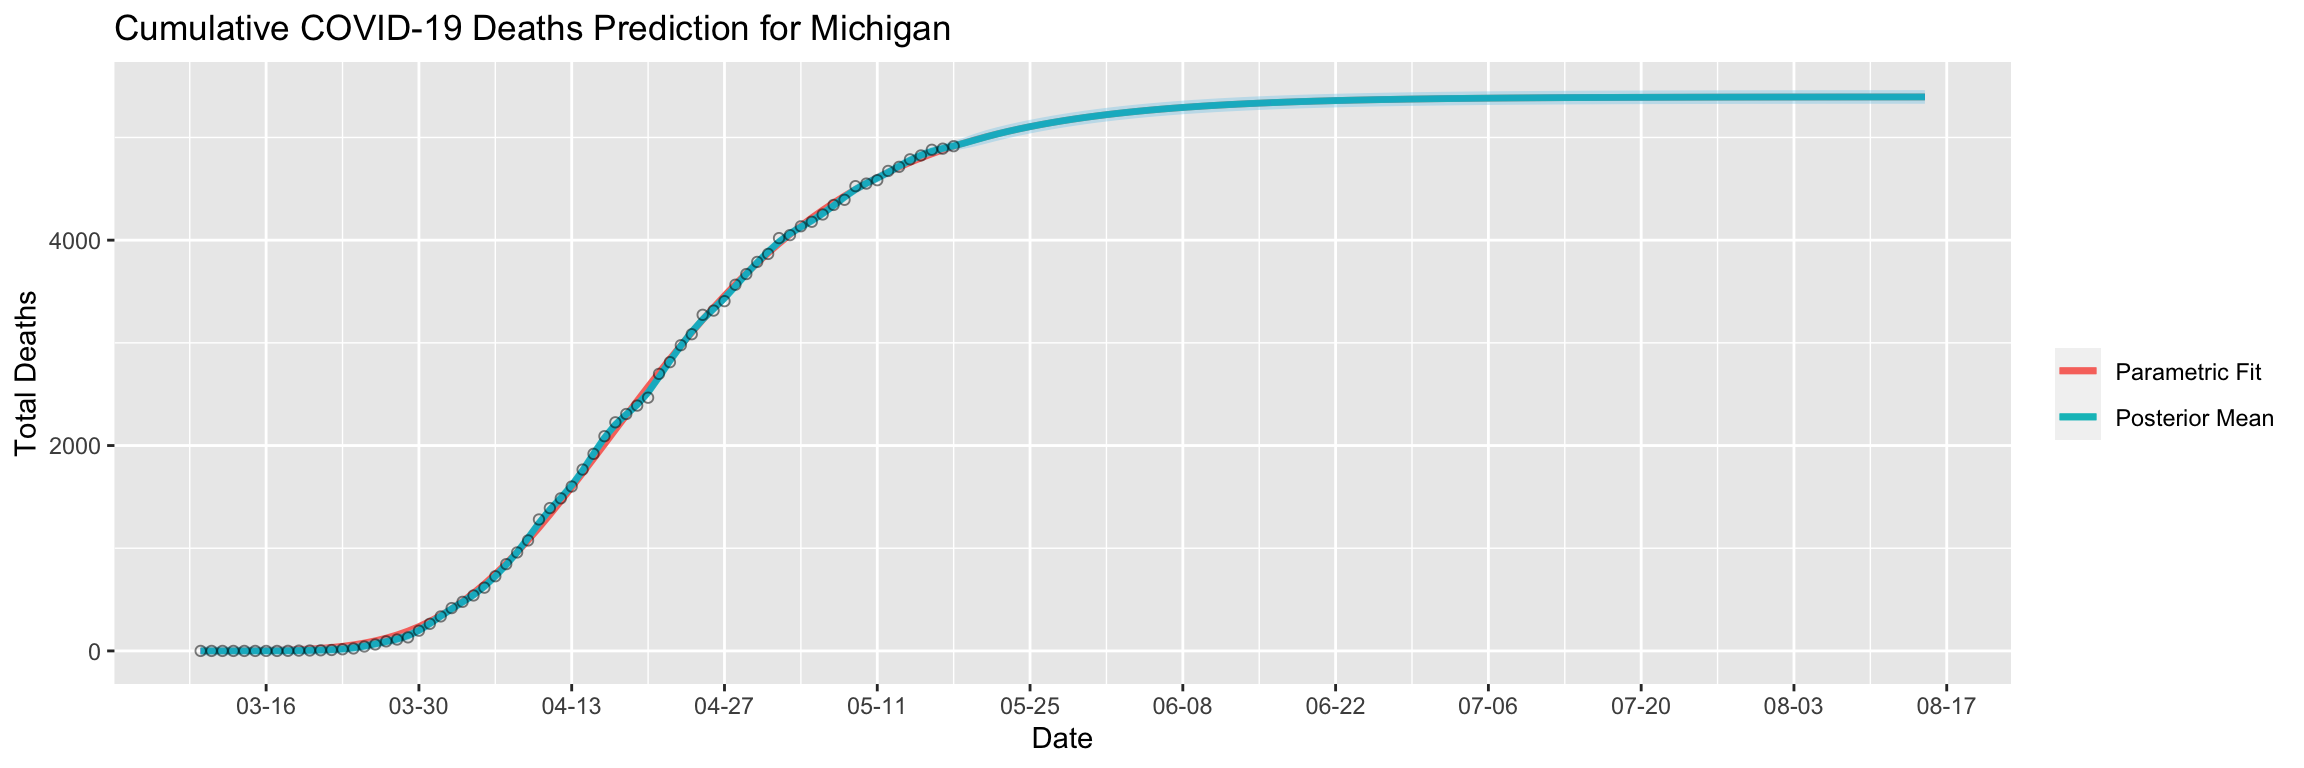 Cumulative COVID-19 Deaths Prediction for Michigan
Total Deaths
4000
2000
0
03-16 03-30 04-13 04-27 05-11 05-25 06-08 06-22 07-06 07-20 08-03 08-17
Date
Parametric Fit
Posterior Mean